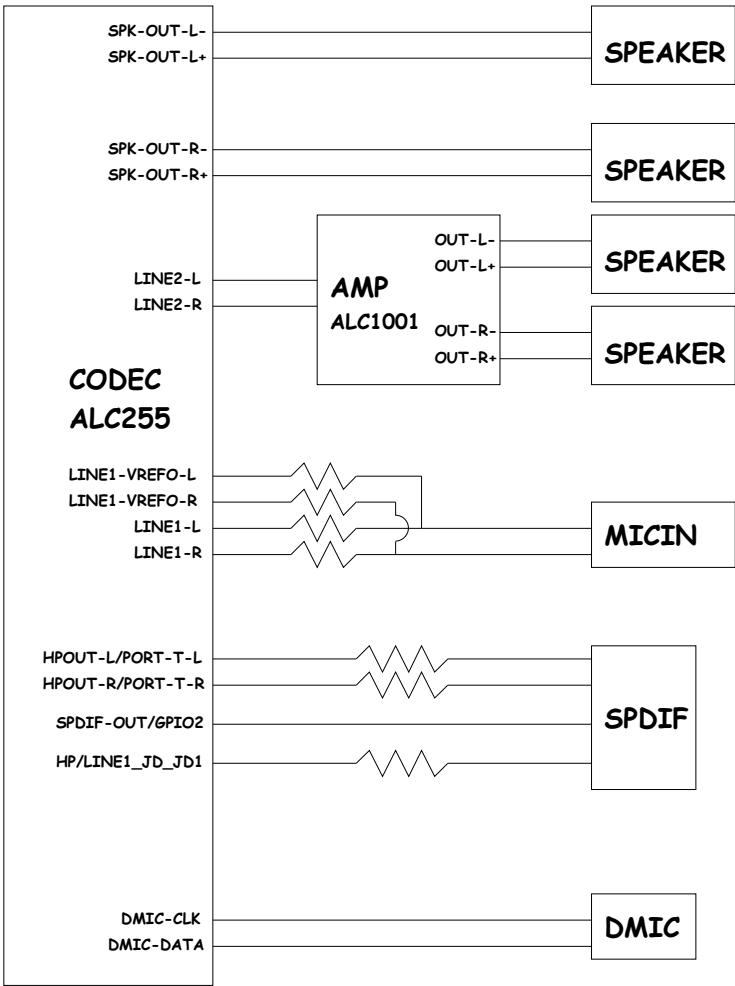 SPK-OUT-L-
SPK-OUT-L+
SPEAKER
SPK-OUT-R-
SPK-OUT-R+
SPEAKER
LINE2-L
LINE2-R
AMP
ALC1001
OUT-L-
OUT-L+
OUT-R-
OUT-R+
SPEAKER
SPEAKER
CODEC
ALC255
LINE1-VREFO-L
LINE1-VREFO-R
LINE1-L
LINE1-R
MICIN
HPOUT-L/PORT-T-L
HPOUT-R/PORT-T-R
SPDIF-OUT/GPIO2
HP/LINE1_JD_JD1
SPDIF
DMIC-CLK
DMIC-DATA
DMIC